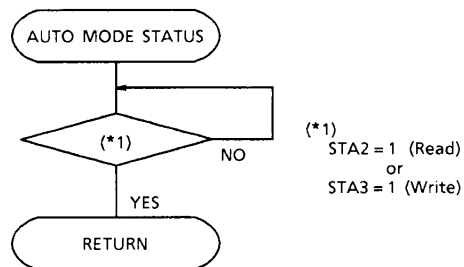 AUTO MODE STATUS
(*1)
NO
(*1)
STA2 = 1 (Read)
or
STA3 = 1 (Write)
YES
RETURN